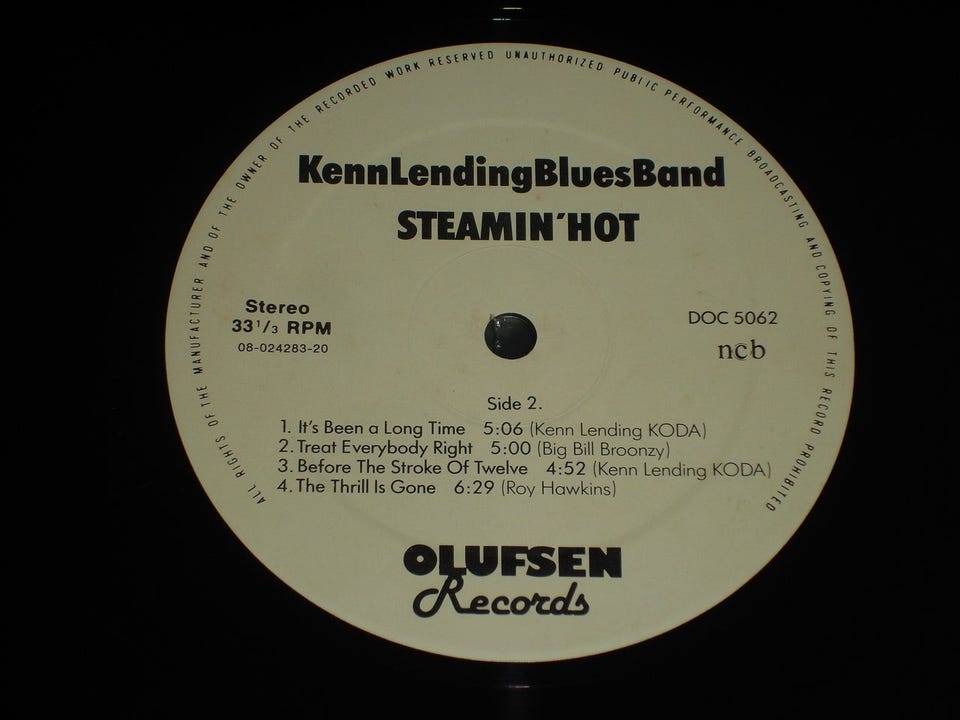 ALL RIGHTS OF THE MANUFACTURER AND OF THE OWNER OF THE RECORDED WORK RESERVED UNAUTHORIZED PUBLIC PERFORMANCE BROADCASTING AND COPYING OF THIS RECORD PROHIBITED
KennLendingBluesBand
STEAMIN´HOT
Stereo
33 1/3 RPM
08-024283-20
DOC 5062
ncb
Side 2.
1. It's Been a Long Time 5:06 (Kenn Lending KODA)
2. Treat Everybody Right 5:00 (Big Bill Broonzy)
3. Before The Stroke Of Twelve 4:52 (Kenn Lending KODA)
4. The Thrill Is Gone 6:29 (Roy Hawkins)
OLUFSEN
Records